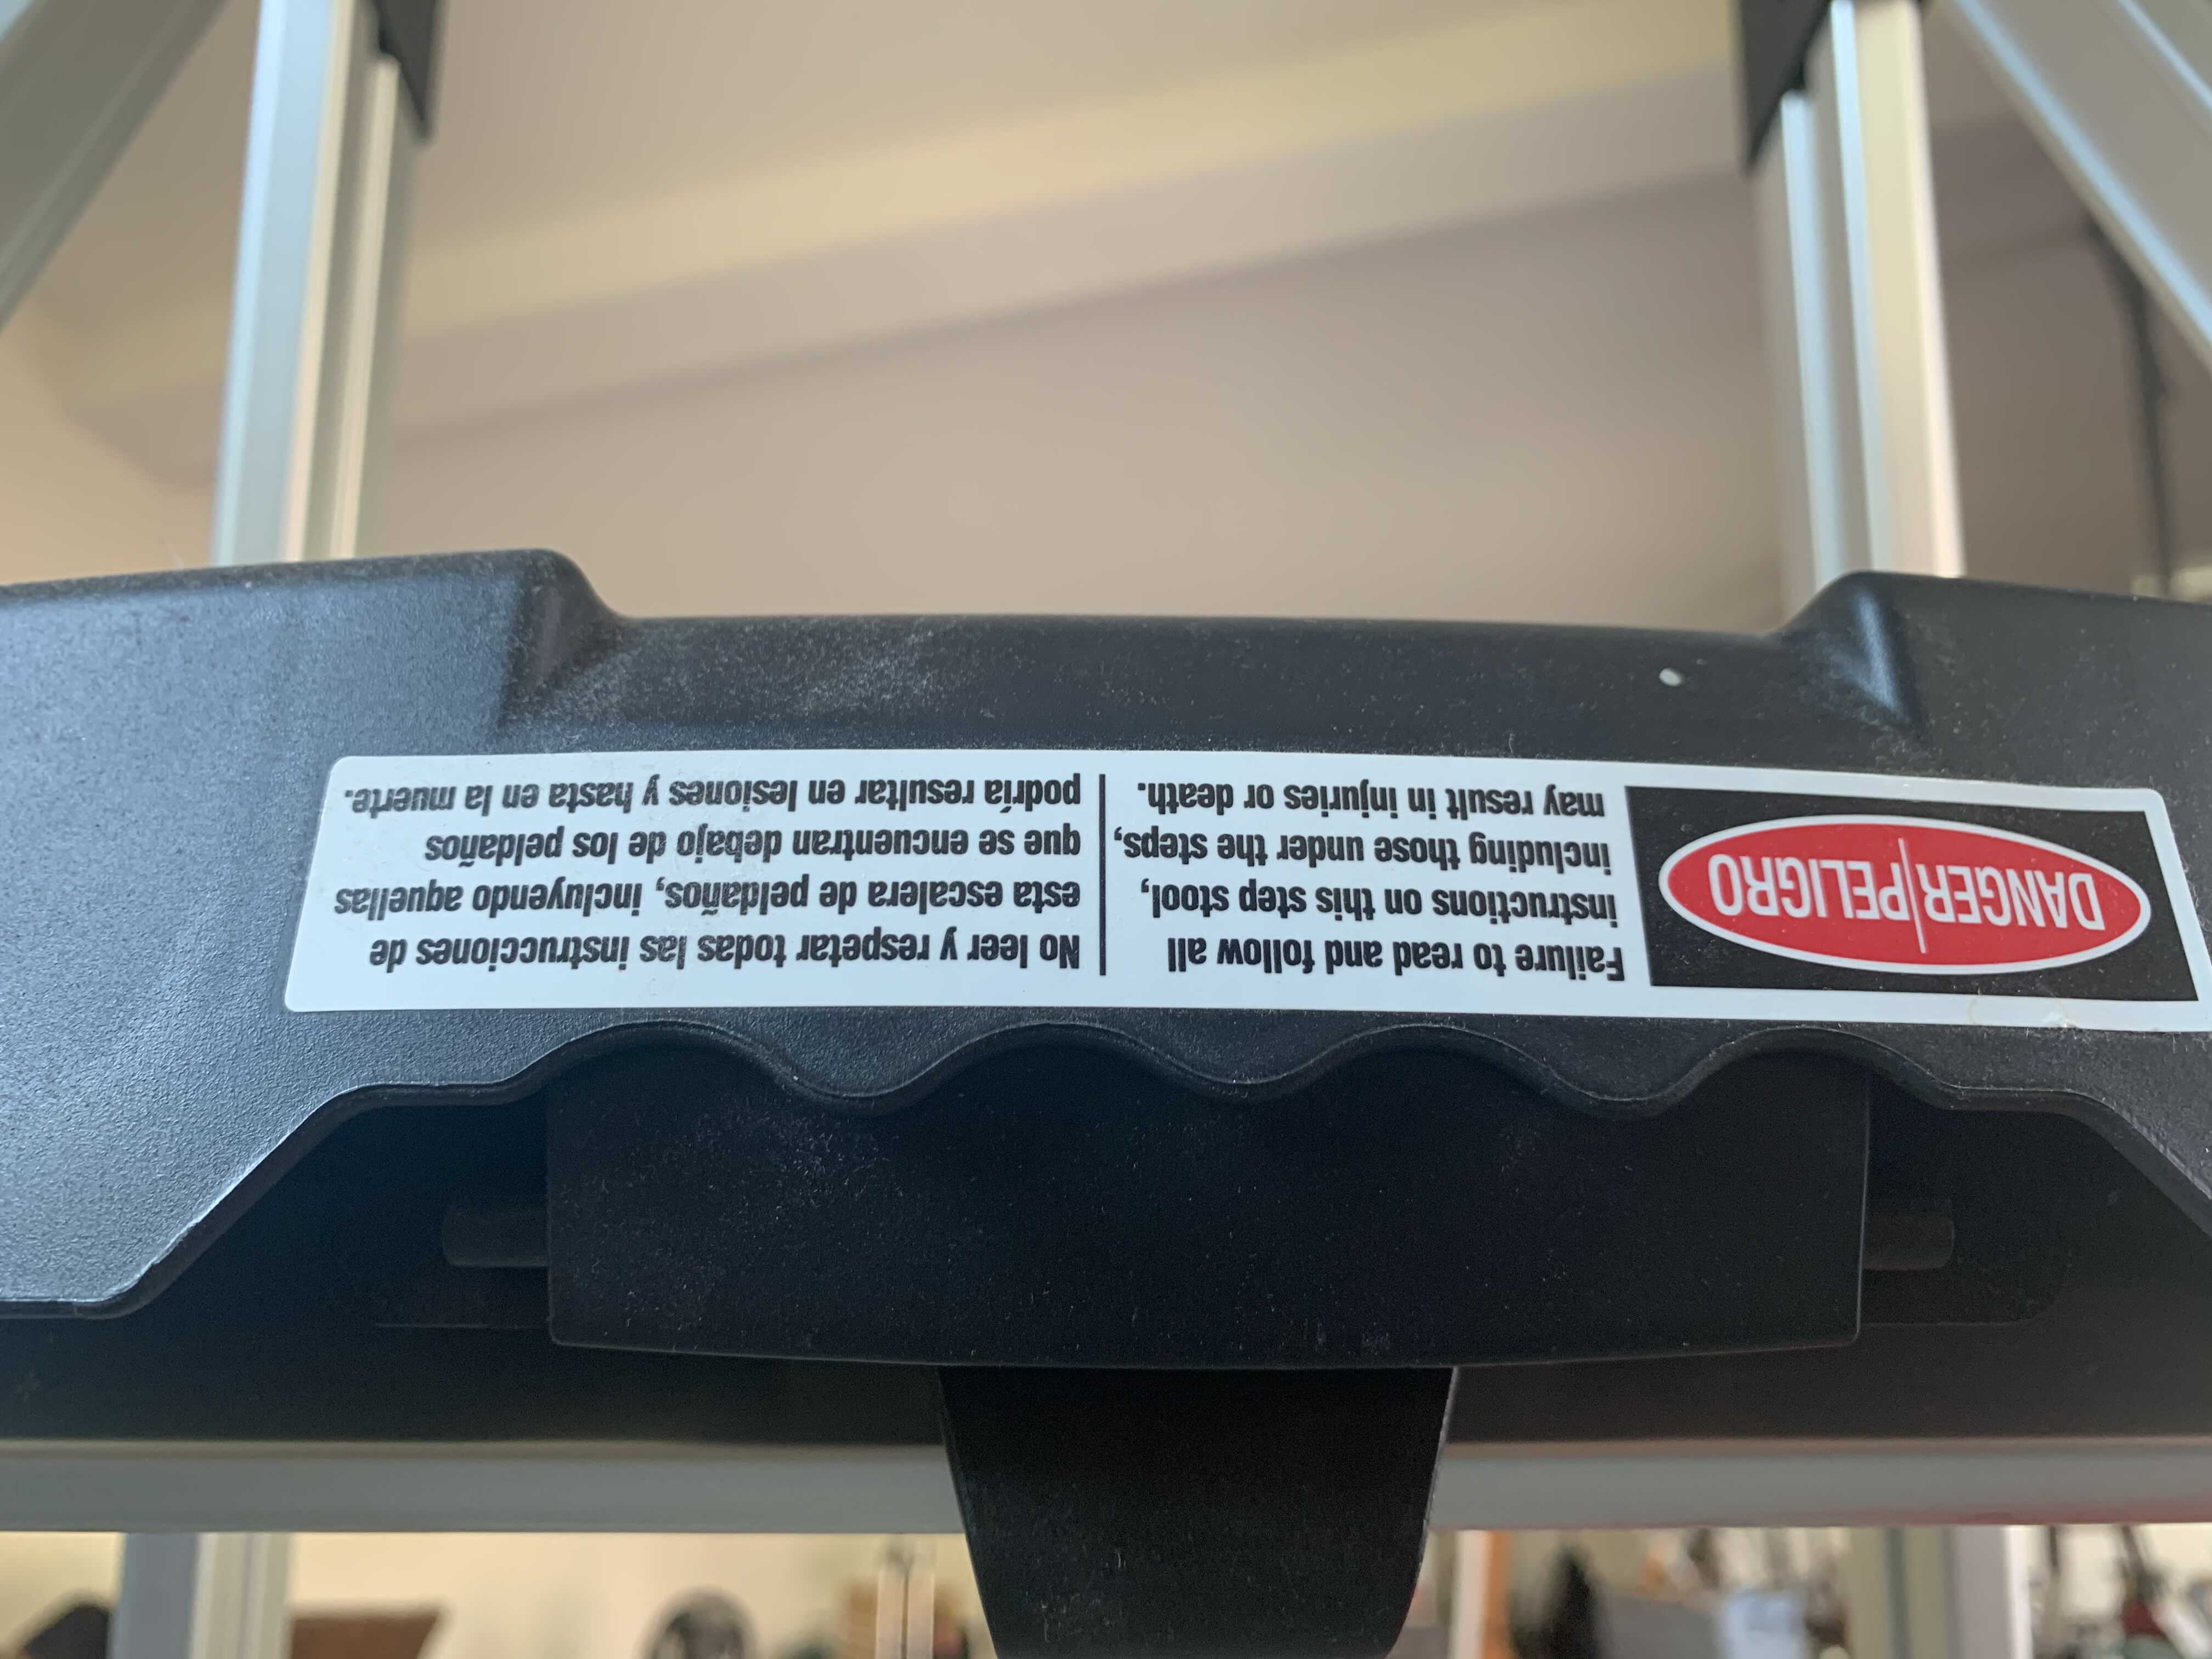 DANGER|PELIGRO
Failure to read and follow all
instructions on this step stool,
including those under the steps,
may result in injuries or death.
No leer y respetar todas las instrucciones de
esta escalera de peldaños, incluyendo aquellas
que se encuentran debajo de los peldaños
podría resultar en lesiones y hasta en la muerte.